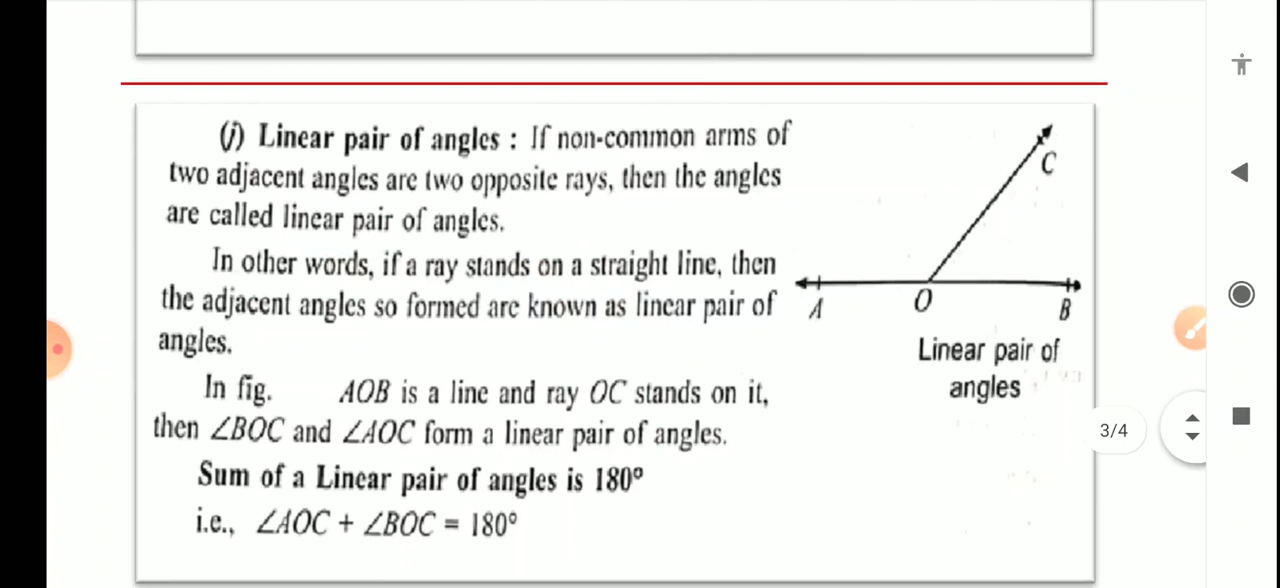 (j) Linear pair of angles : If non-common arms of
two adjacent angles are two opposite rays, then the angles
are called linear pair of angles.
In other words, if a ray stands on a straight line, then
the adjacent angles so formed are known as linear pair of
angles.
In fig. AOB is a line and ray OC stands on it,
then ∠BOC and ∠AOC form a linear pair of angles.
Sum of a Linear pair of angles is 180°
i.e., ∠AOC + ∠BOC = 180°
C
A
O
B
Linear pair of
angles
3/4